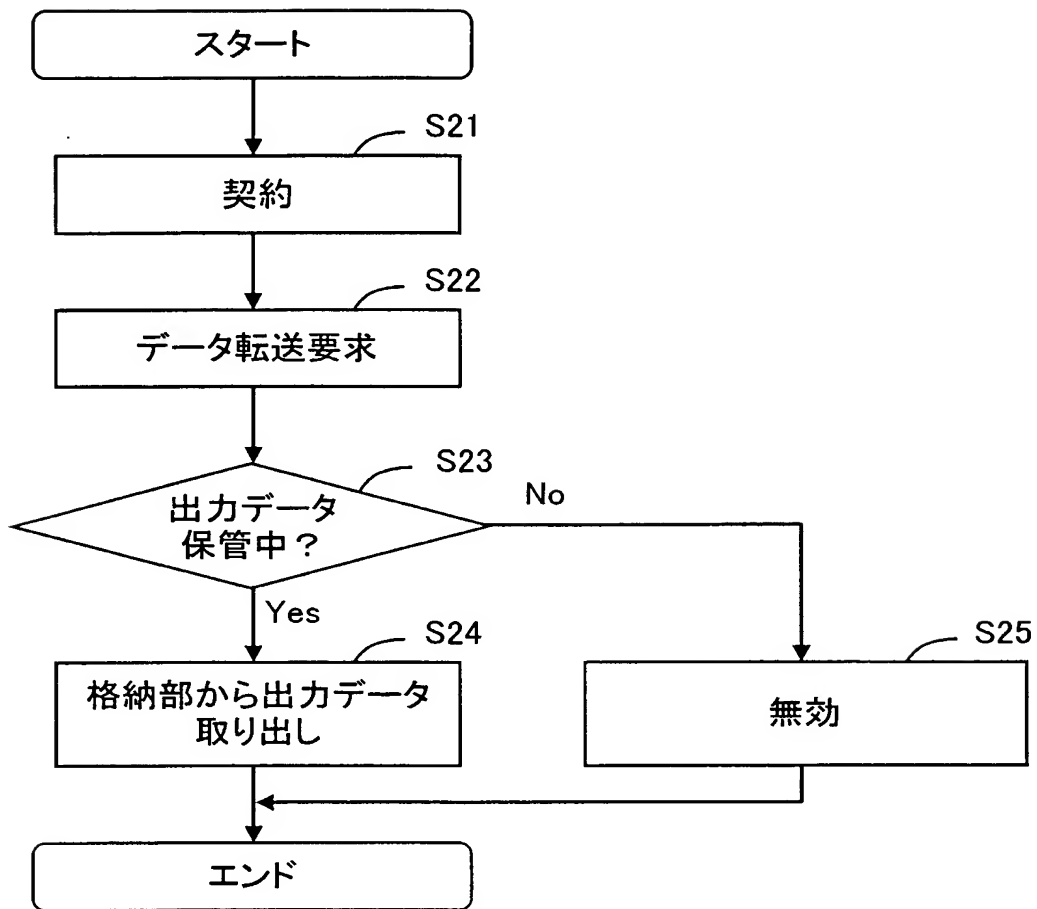 スタート
S21
契約
S22
データ転送要求
S23
出力データ
保管中？
No
Yes
S24
格納部から出力データ
取り出し
S25
無効
エンド